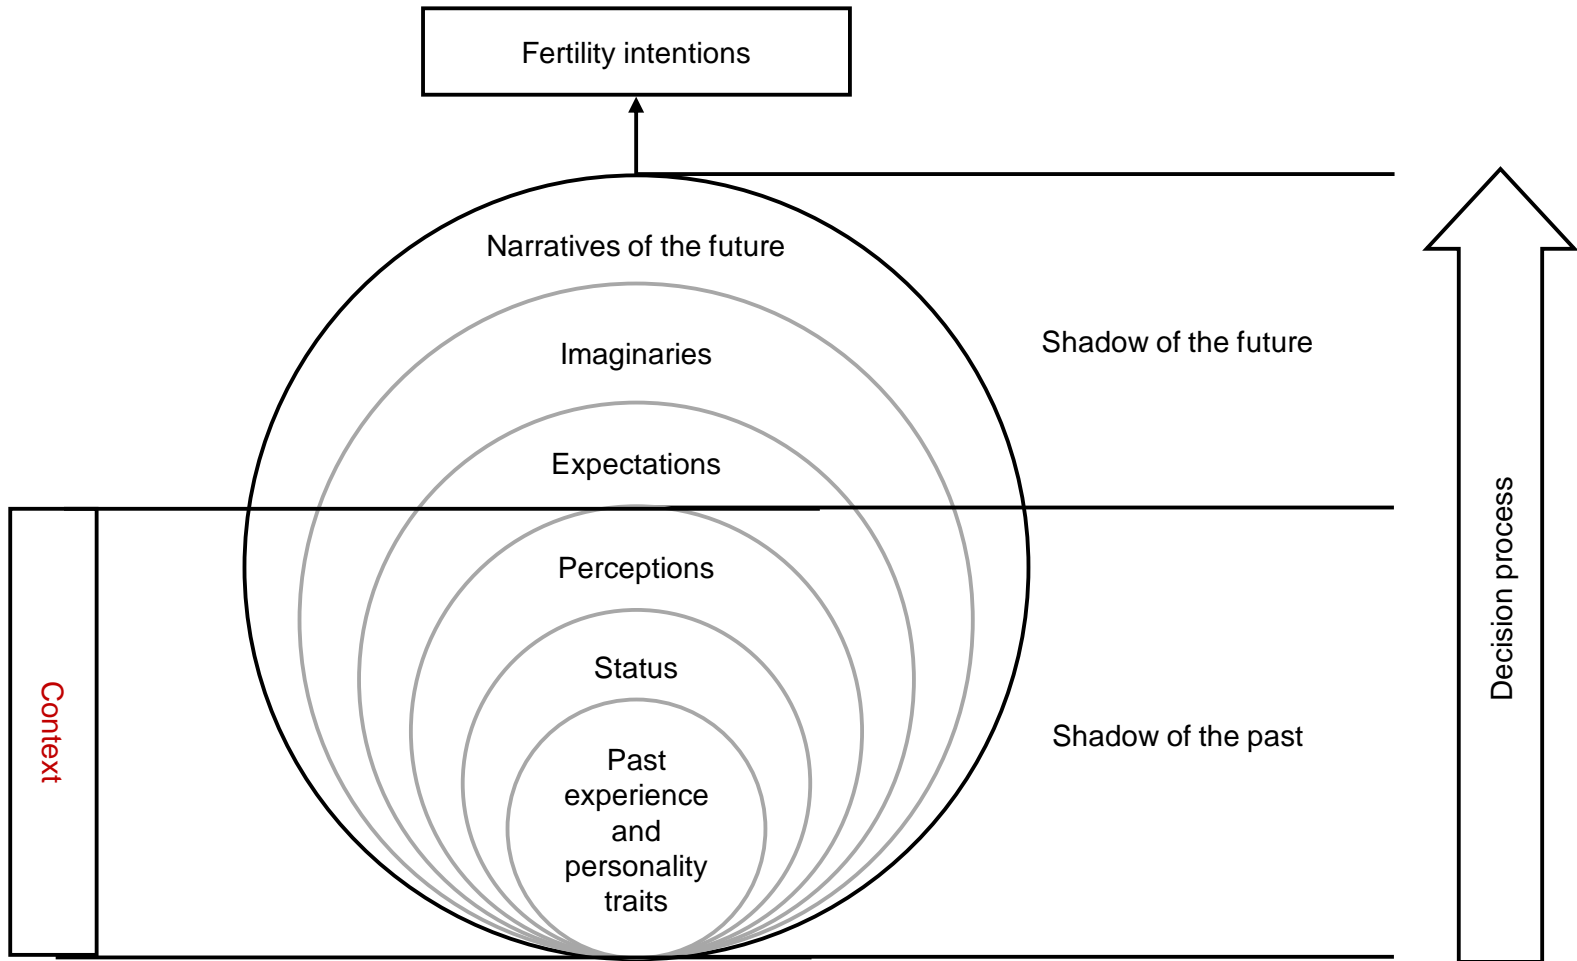 Fertility intentions
Narratives of the future
Imaginaries
Shadow of the future
Expectations
Perceptions
Status
Past
experience
and
personality
traits
Shadow of the past
Context
Decision process